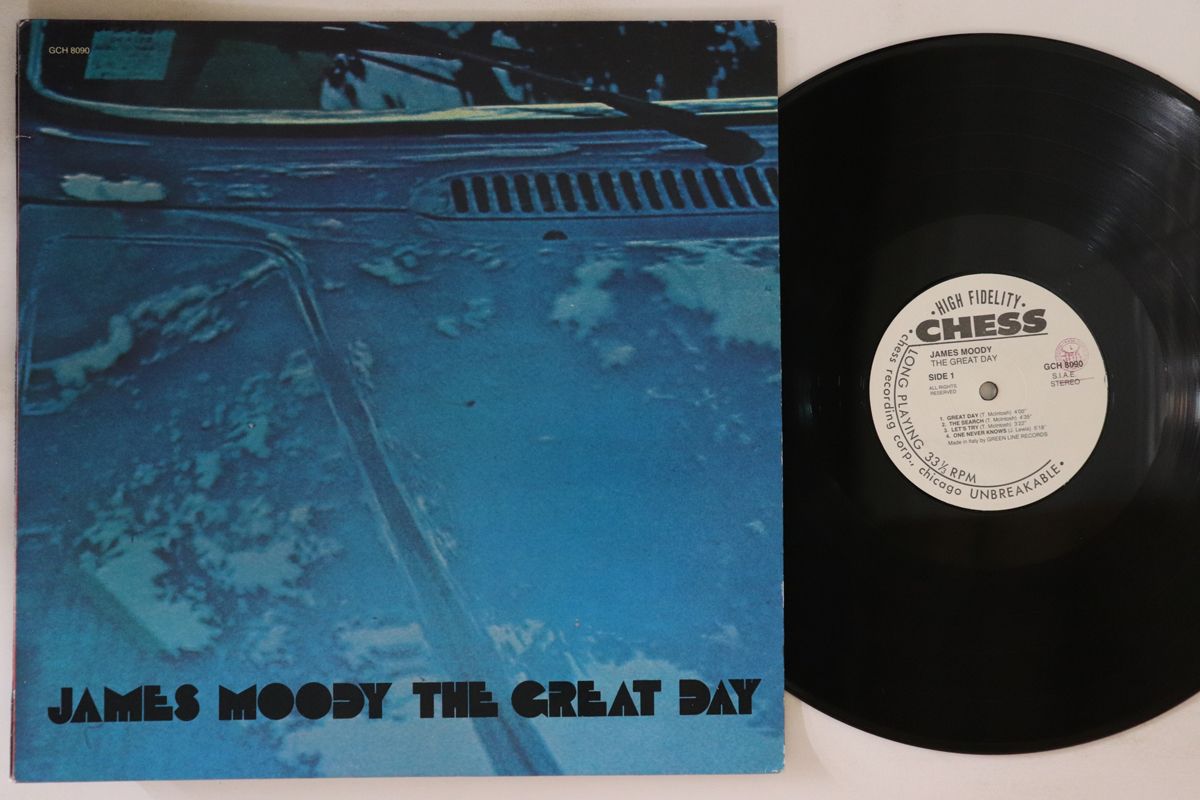 GCH 8090
JAMES MOODY THE GREAT DAY
• HIGH FIDELITY •
• CHESS
LONG PLAYING 33⅓ RPM
chess recording corp., chicago UNBREAKABLE •
JAMES MOODY
THE GREAT DAY
SIDE 1
ALL RIGHTS
RESERVED
GCH 8090
S.I.A.E.
STEREO
1. GREAT DAY (T. McIntosh) 4'00"
2. THE SEARCH (T. McIntosh) 4'35"
3. LET'S TRY (T. McIntosh) 3'22"
4. ONE NEVER KNOWS (J. Lewis) 5'18"
Made in Italy by GREEN LINE RECORDS